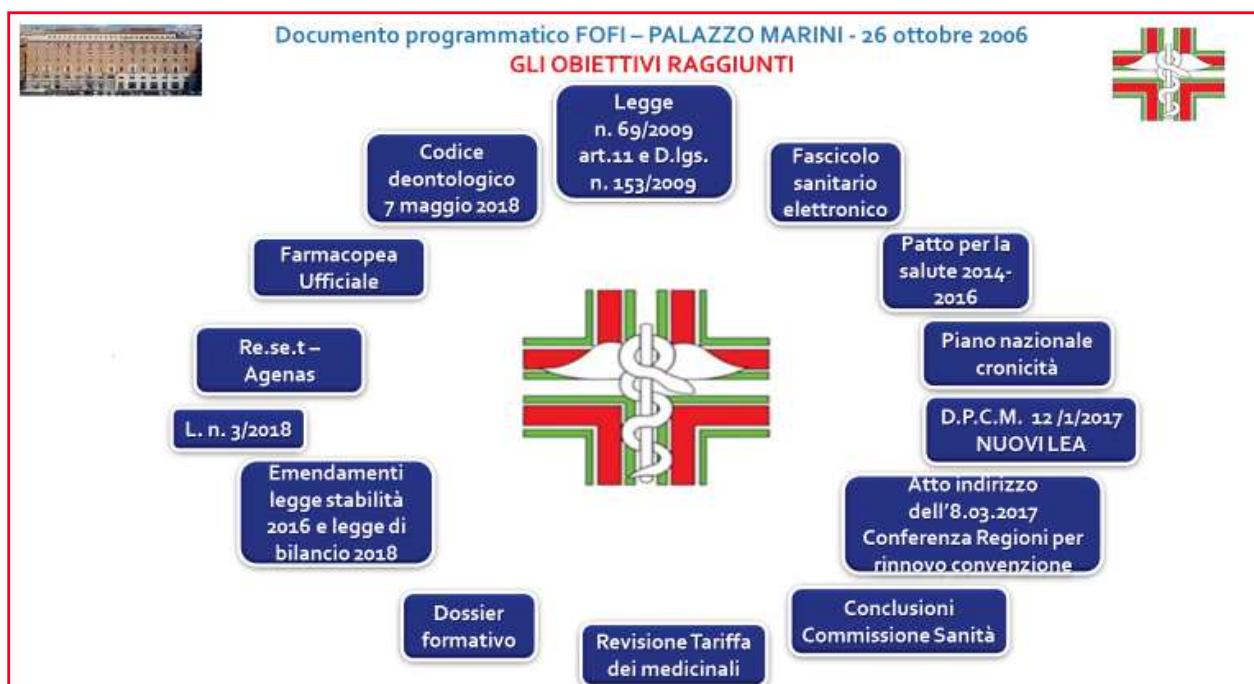 Documento programmatico FOFI – PALAZZO MARINI - 26 ottobre 2006
GLI OBIETTIVI RAGGIUNTI
Legge
n. 69/2009
art.11 e D.lgs.
n. 153/2009
Fascicolo
sanitario
elettronico
Patto per la
salute 2014-
2016
Piano nazionale
cronicità
D.P.C.M. 12 /1/2017
NUOVI LEA
Atto indirizzo
dell'8.03.2017
Conferenza Regioni per
rinnovo convenzione
Conclusioni
Commissione Sanità
Revisione Tariffa
dei medicinali
Dossier
formativo
Emendamenti
legge stabilità
2016 e legge di
bilancio 2018
L. n. 3/2018
Re.se.t –
Agenas
Farmacopea
Ufficiale
Codice
deontologico
7 maggio 2018